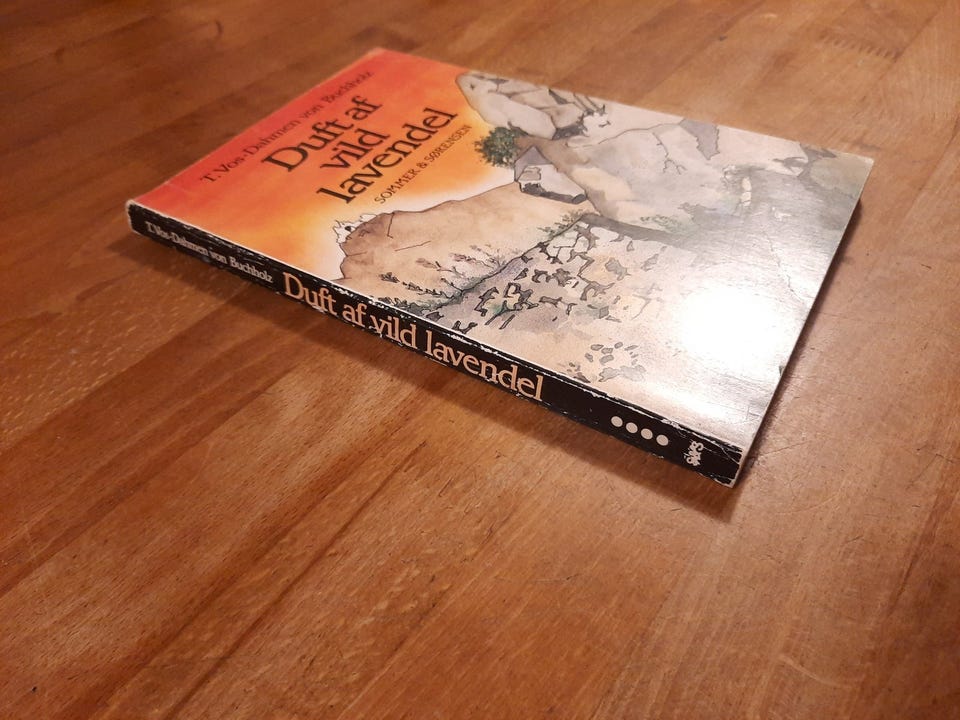 T. Vos-Dahmen von Buchholz
Duft af
vild
lavendel
SOMMER & SØRENSEN
T. Vos-Dahmen von Buchholz
Duft af vild lavendel